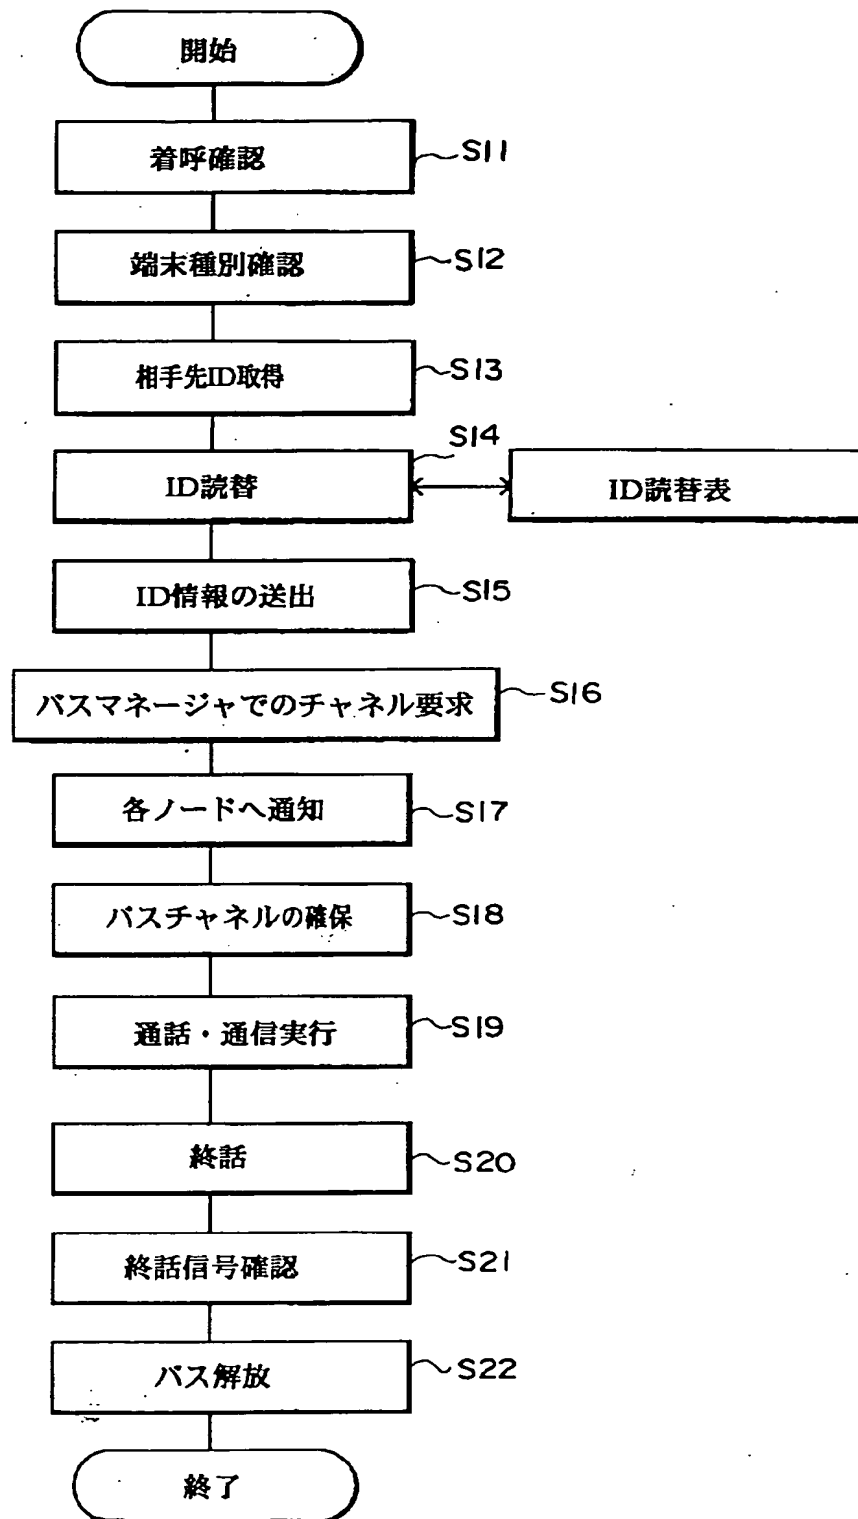 開始
着呼確認
S11
端末種別確認
S12
相手先ID取得
S13
S14
ID読替
ID読替表
ID情報の送出
S15
バスマネージャでのチャネル要求
S16
各ノードへ通知
S17
バスチャネルの確保
S18
通話・通信実行
S19
終話
S20
終話信号確認
S21
バス解放
S22
終了